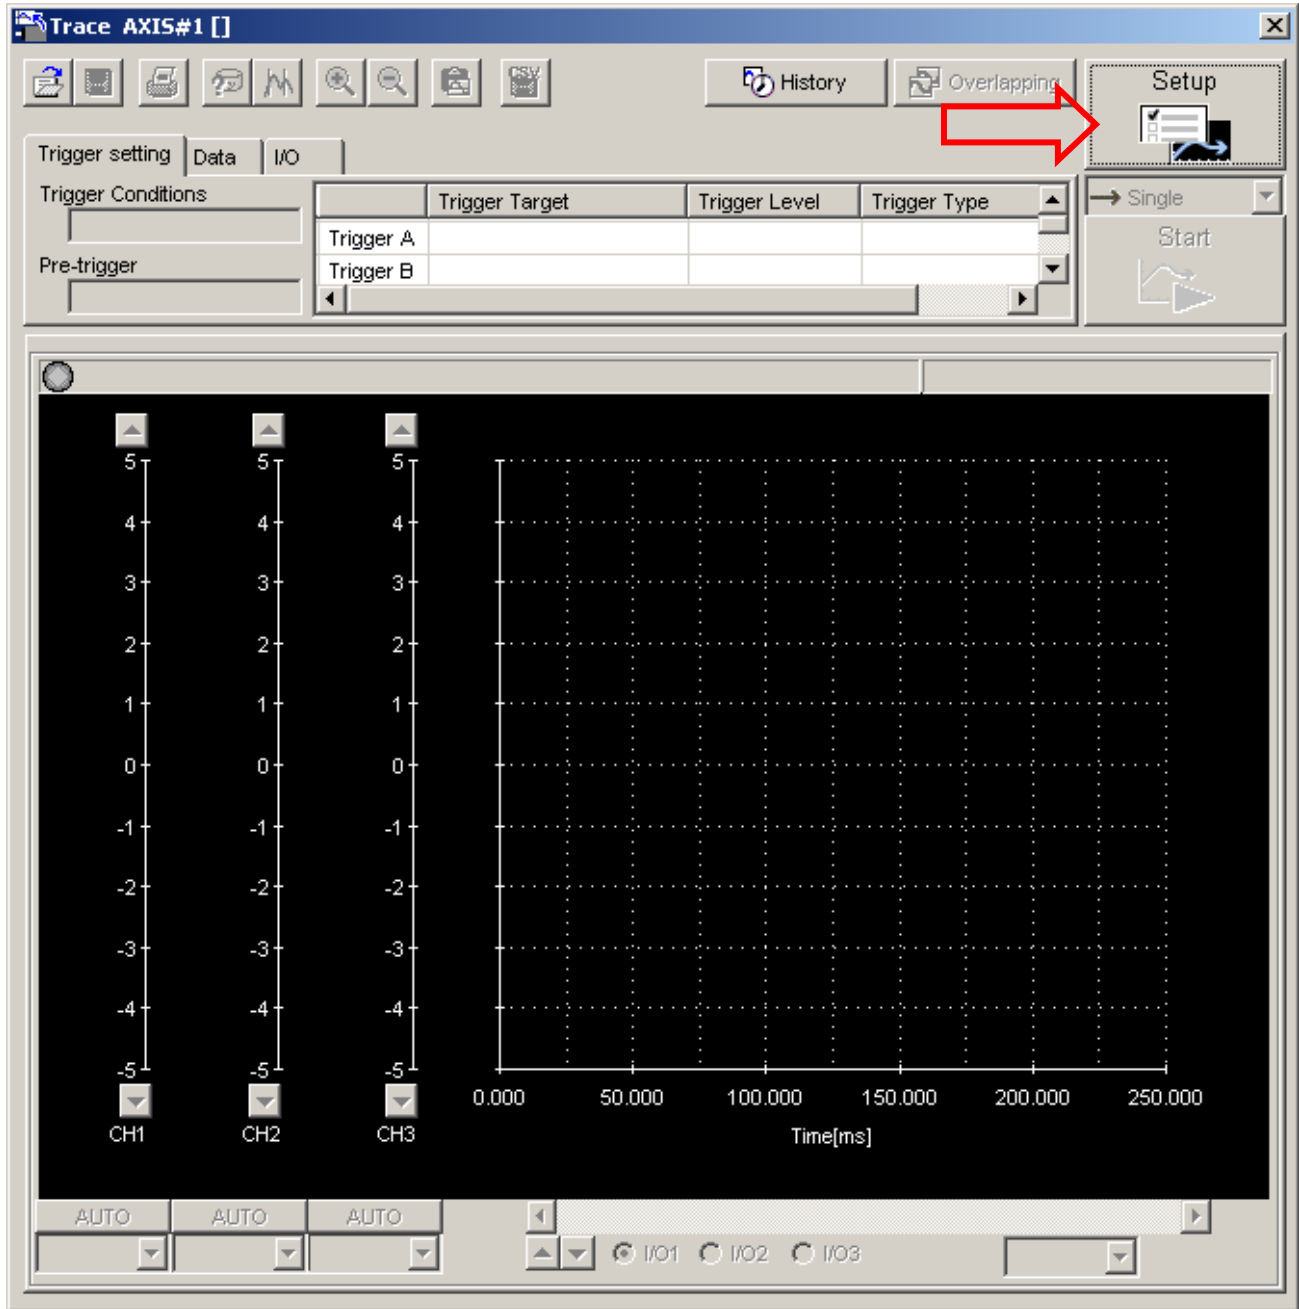 Trace AXIS#1 []
CSV
History
Overlapping
Setup
Trigger setting Data I/O
Trigger Conditions
Pre-trigger
Trigger Target Trigger Level Trigger Type
Trigger A
Trigger B
Single
Start
5 5 5
4 4 4
3 3 3
2 2 2
1 1 1
0 0 0
-1 -1 -1
-2 -2 -2
-3 -3 -3
-4 -4 -4
-5 -5 -5
0.000 50.000 100.000 150.000 200.000 250.000
CH1 CH2 CH3
Time[ms]
AUTO AUTO AUTO
I/O1 I/O2 I/O3